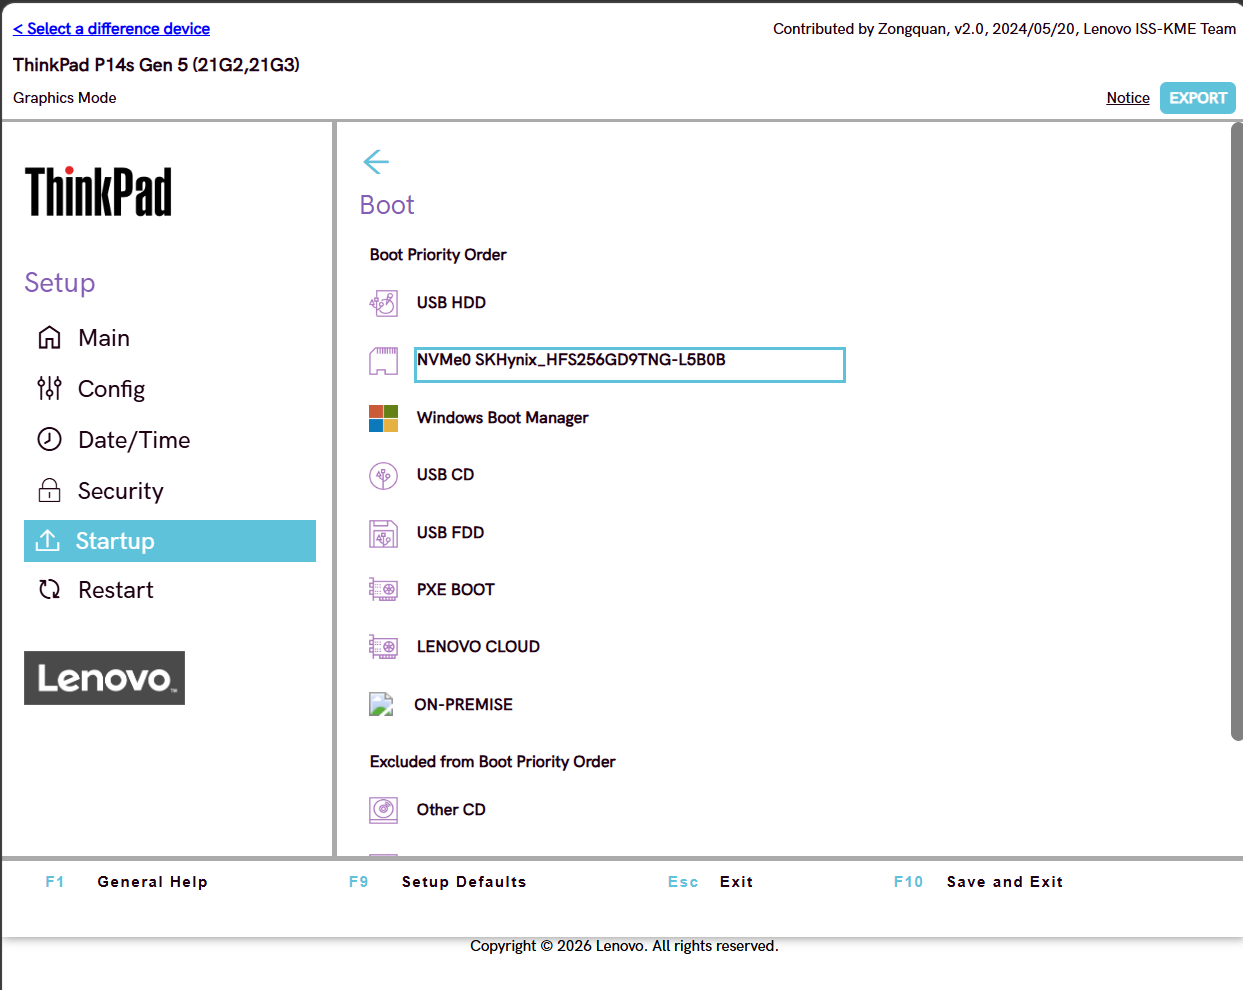 < Select a difference device
Contributed by Zongquan, v2.0, 2024/05/20, Lenovo ISS-KME Team
ThinkPad P14s Gen 5 (21G2,21G3)
Graphics Mode
Notice
EXPORT
ThinkPad
Setup
Main
Config
Date/Time
Security
Startup
Restart
Lenovo™
Boot
Boot Priority Order
USB HDD
NVMe0 SKHynix_HFS256GD9TNG-L5B0B
Windows Boot Manager
USB CD
USB FDD
PXE BOOT
LENOVO CLOUD
ON-PREMISE
Excluded from Boot Priority Order
Other CD
F1 General Help
F9 Setup Defaults
Esc Exit
F10 Save and Exit
Copyright © 2026 Lenovo. All rights reserved.